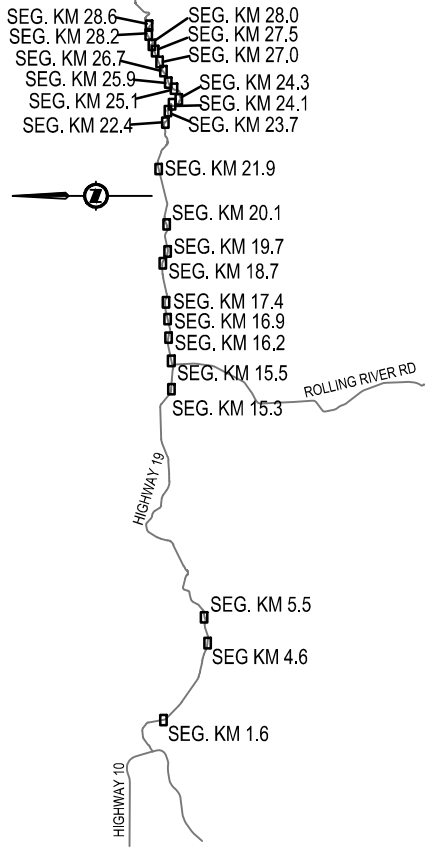 SEG. KM 28.6
SEG. KM 28.0
SEG. KM 28.2
SEG. KM 27.5
SEG. KM 26.7
SEG. KM 27.0
SEG. KM 25.9
SEG. KM 24.3
SEG. KM 25.1
SEG. KM 24.1
SEG. KM 22.4
SEG. KM 23.7
SEG. KM 21.9
Z
SEG. KM 20.1
SEG. KM 19.7
SEG. KM 18.7
SEG. KM 17.4
SEG. KM 16.9
SEG. KM 16.2
SEG. KM 15.5
ROLLING RIVER RD
SEG. KM 15.3
HIGHWAY 19
SEG. KM 5.5
SEG KM 4.6
SEG. KM 1.6
HIGHWAY 10